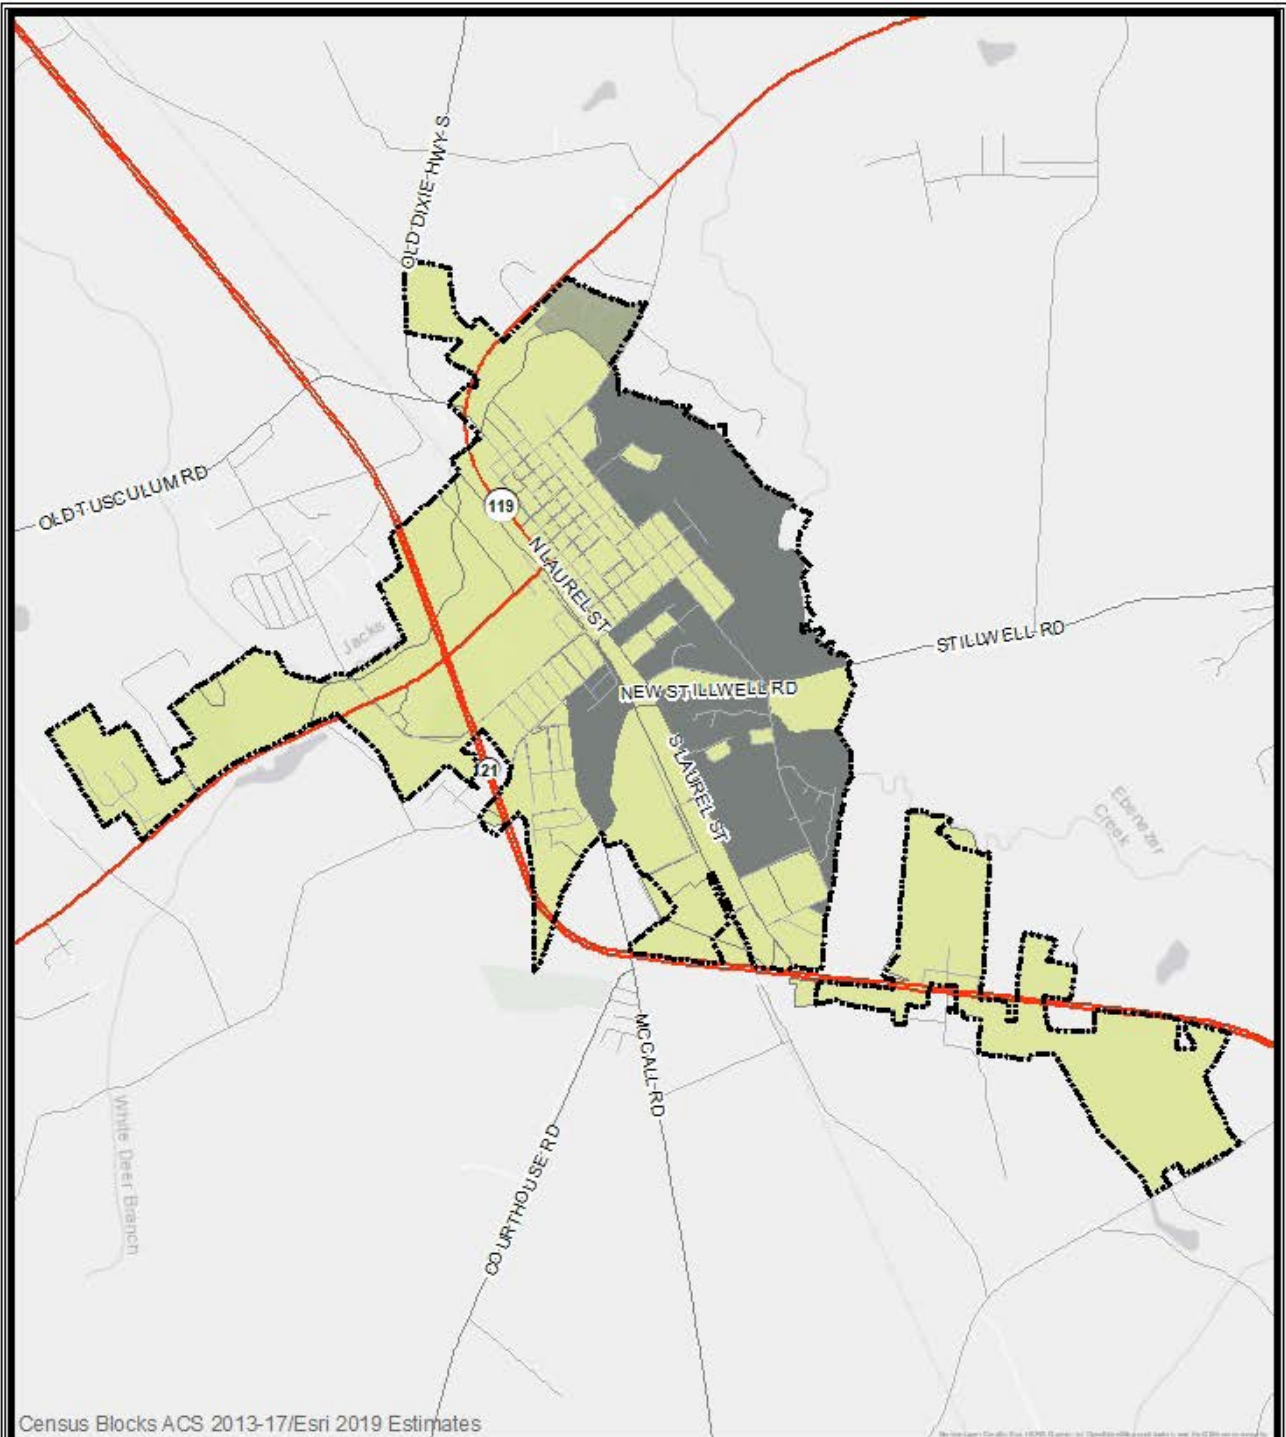 OLD DIXIE HWY S
OLD TUSCULUM RD
119
N LAUREL ST
Jacks
STILLWELL RD
NEW STILLWELL RD
S LAUREL ST
21
Ebenezer
Creek
MCCALL RD
COURTHOUSE RD
White Deer Branch
Census Blocks ACS 2013-17/Esri 2019 Estimates